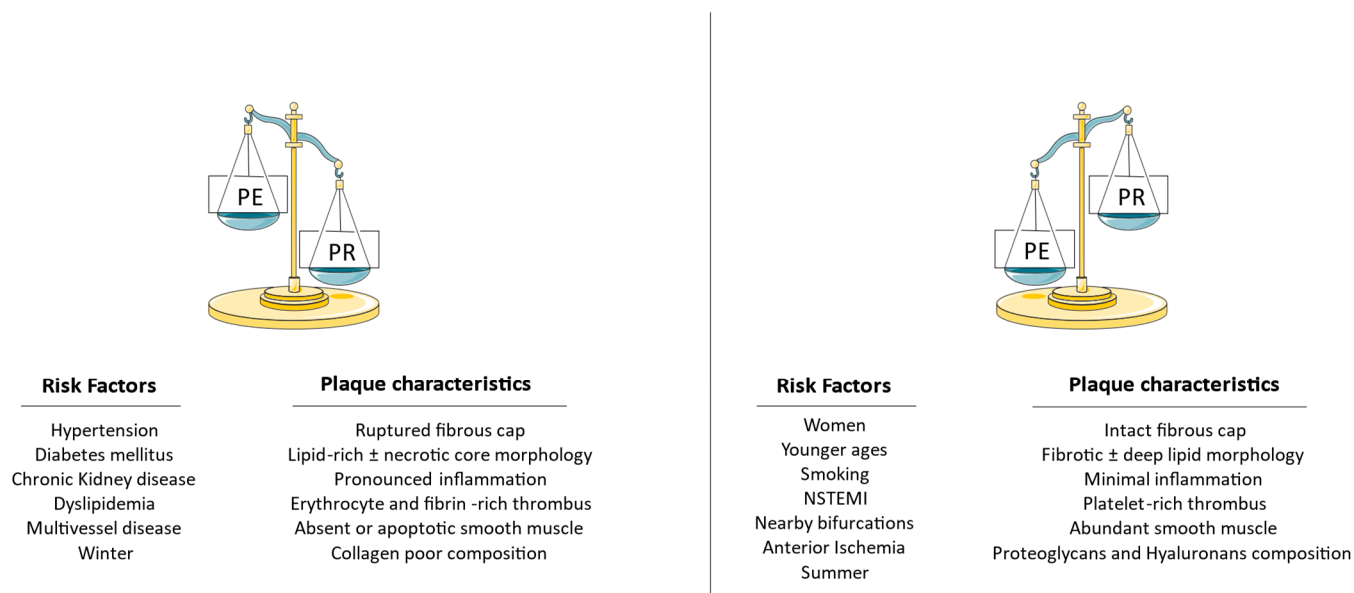 PE
PR
Risk Factors
Hypertension
Diabetes mellitus
Chronic Kidney disease
Dyslipidemia
Multivessel disease
Winter
Plaque characteristics
Ruptured fibrous cap
Lipid-rich ± necrotic core morphology
Pronounced inflammation
Erythrocyte and fibrin -rich thrombus
Absent or apoptotic smooth muscle
Collagen poor composition
PR
PE
Risk Factors
Women
Younger ages
Smoking
NSTEMI
Nearby bifurcations
Anterior Ischemia
Summer
Plaque characteristics
Intact fibrous cap
Fibrotic ± deep lipid morphology
Minimal inflammation
Platelet-rich thrombus
Abundant smooth muscle
Proteoglycans and Hyaluronans composition